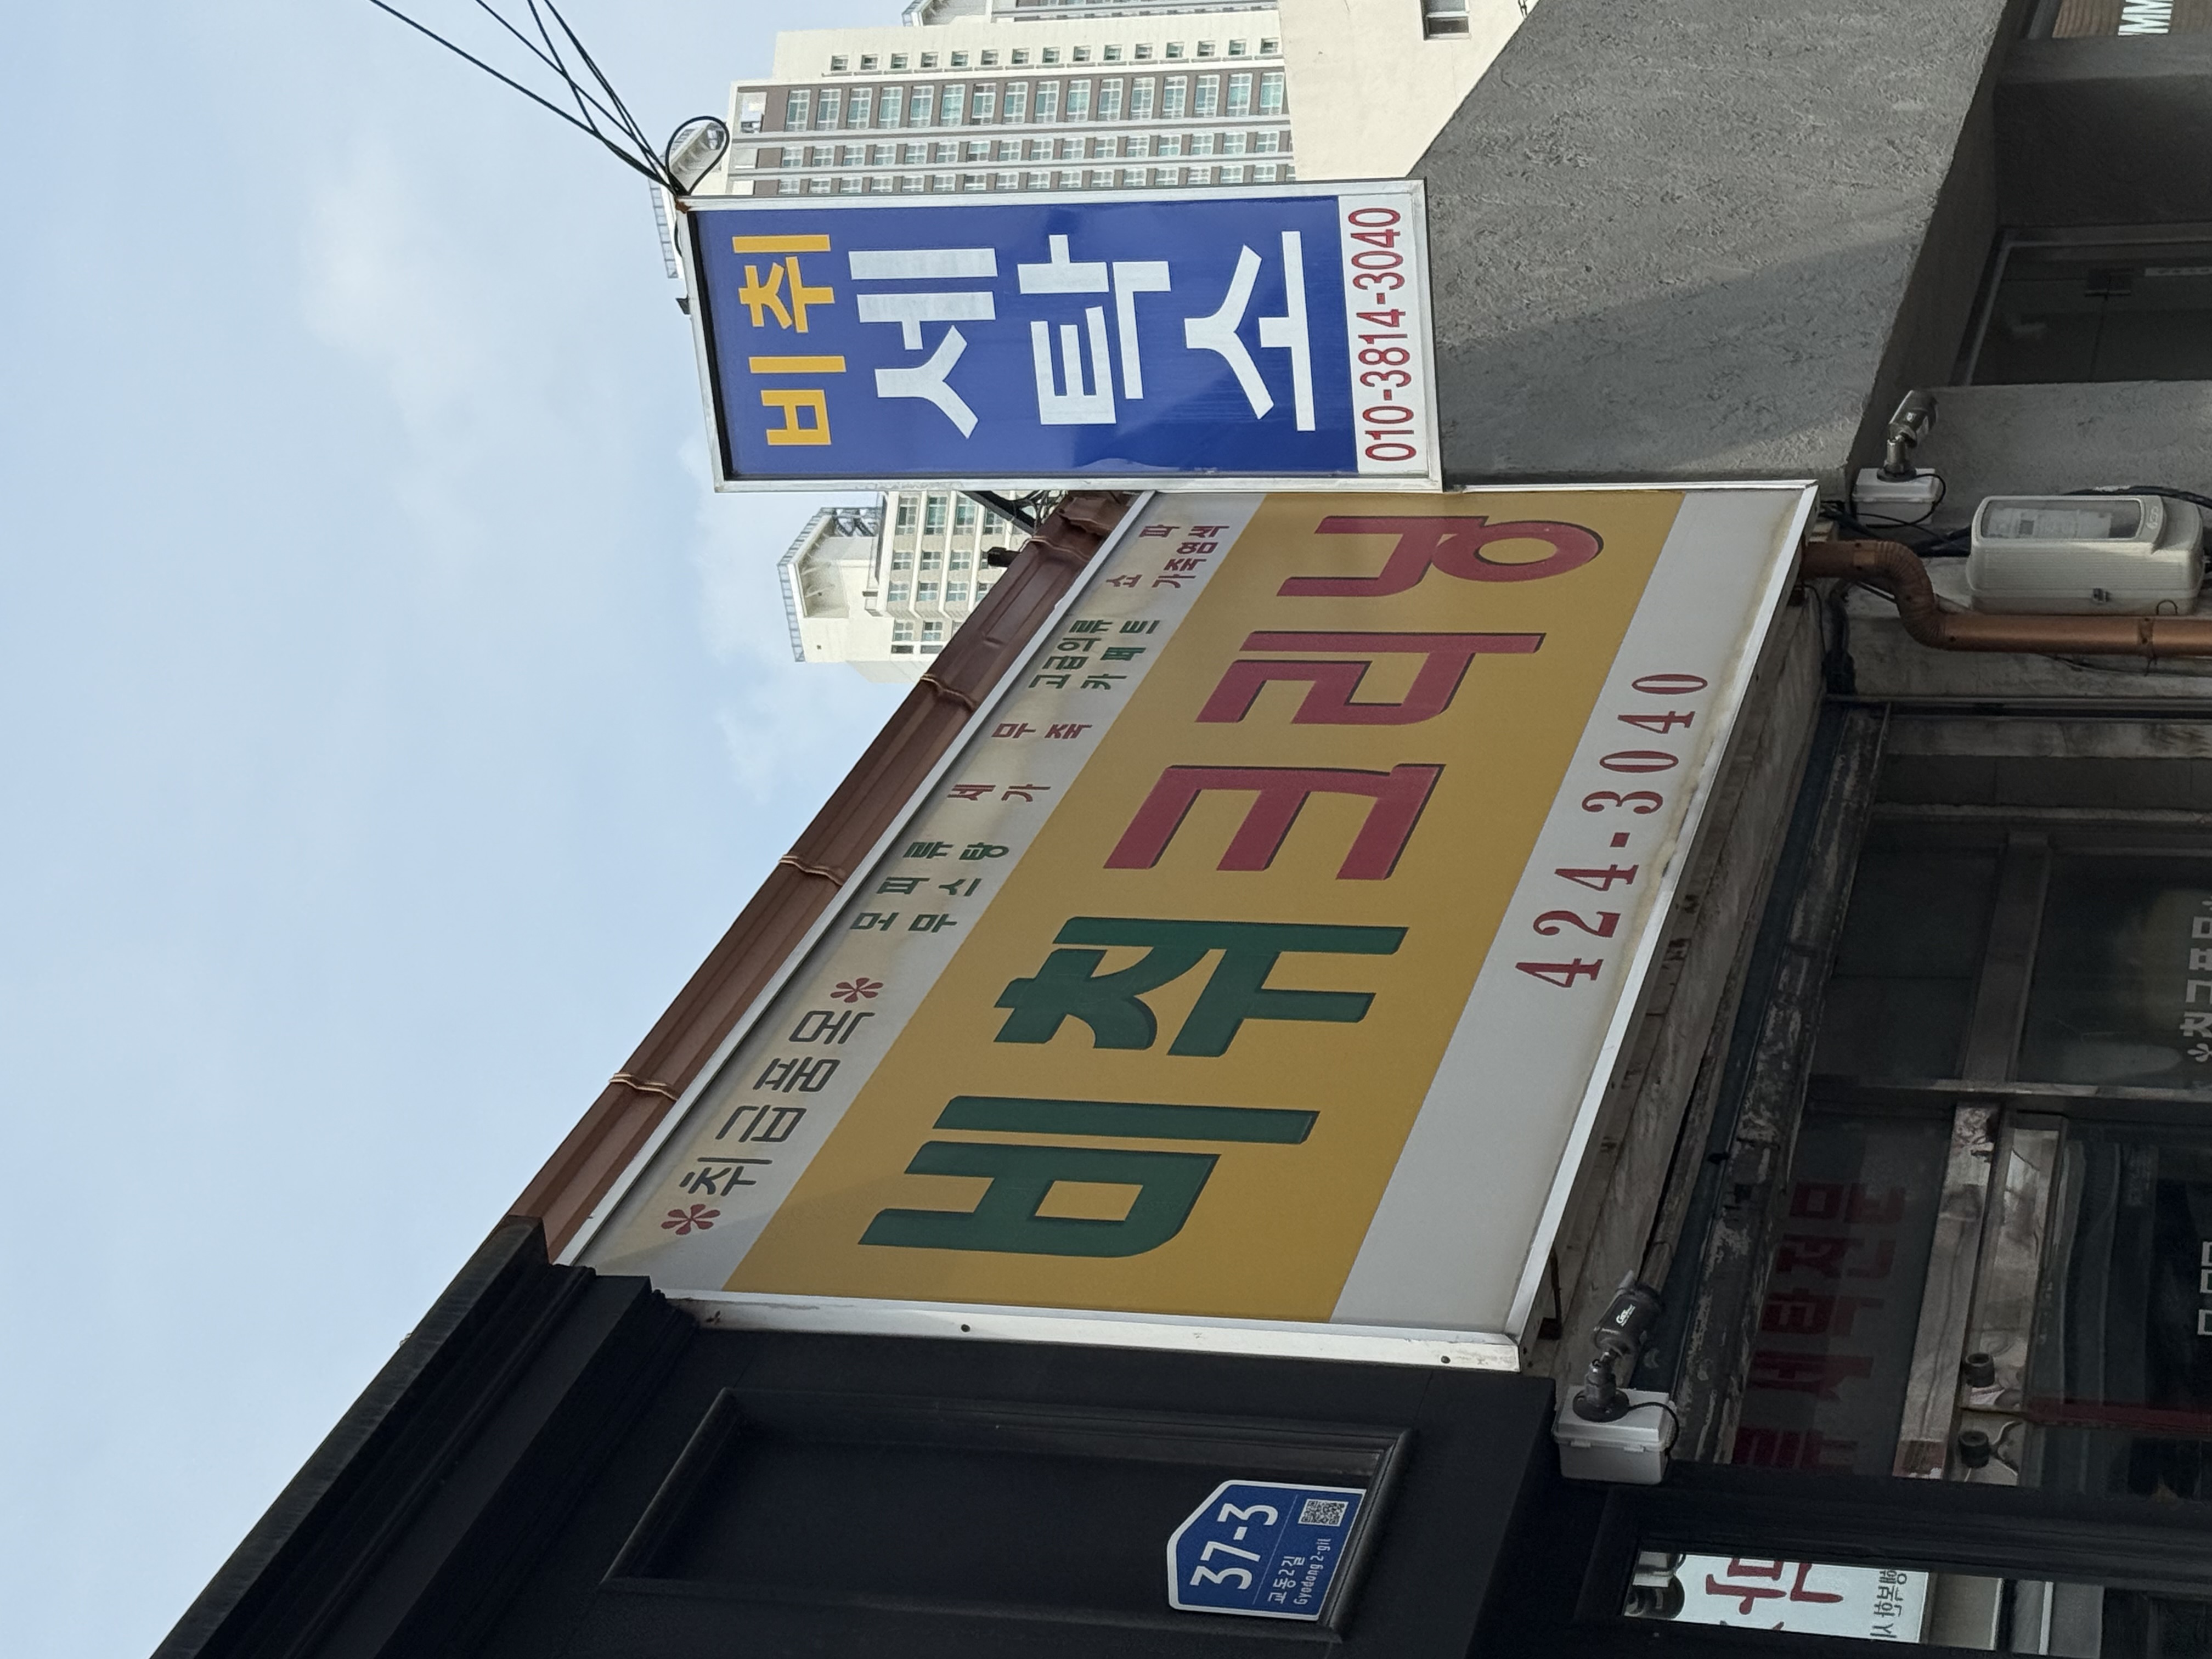 비취
세
탁
소
010-3814-3040
*취급품목* 모피류 세무 고급의류 소파
무스탕 가죽 카페트 가죽염색
비취크리닝
424-3040
37-3
교동2길
Gyodong 2-gil